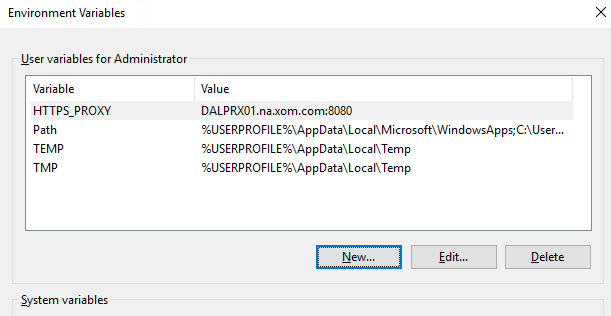 Environment Variables
User variables for Administrator
Variable Value
HTTPS_PROXY DALPRX01.na.xom.com:8080
Path %USERPROFILE%\AppData\Local\Microsoft\WindowsApps;C:\User...
TEMP %USERPROFILE%\AppData\Local\Temp
TMP %USERPROFILE%\AppData\Local\Temp
New... Edit... Delete
System variables